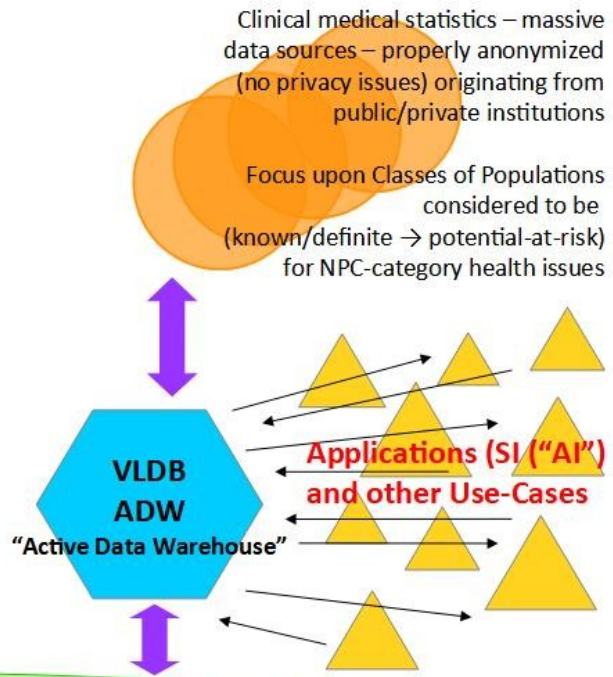 Clinical medical statistics – massive
data sources – properly anonymized
(no privacy issues) originating from
public/private institutions
Focus upon Classes of Populations
considered to be
(known/definite → potential-at-risk)
for NPC-category health issues
VLDB
ADW
“Active Data Warehouse”
Applications (SI (“AI”)
and other Use-Cases